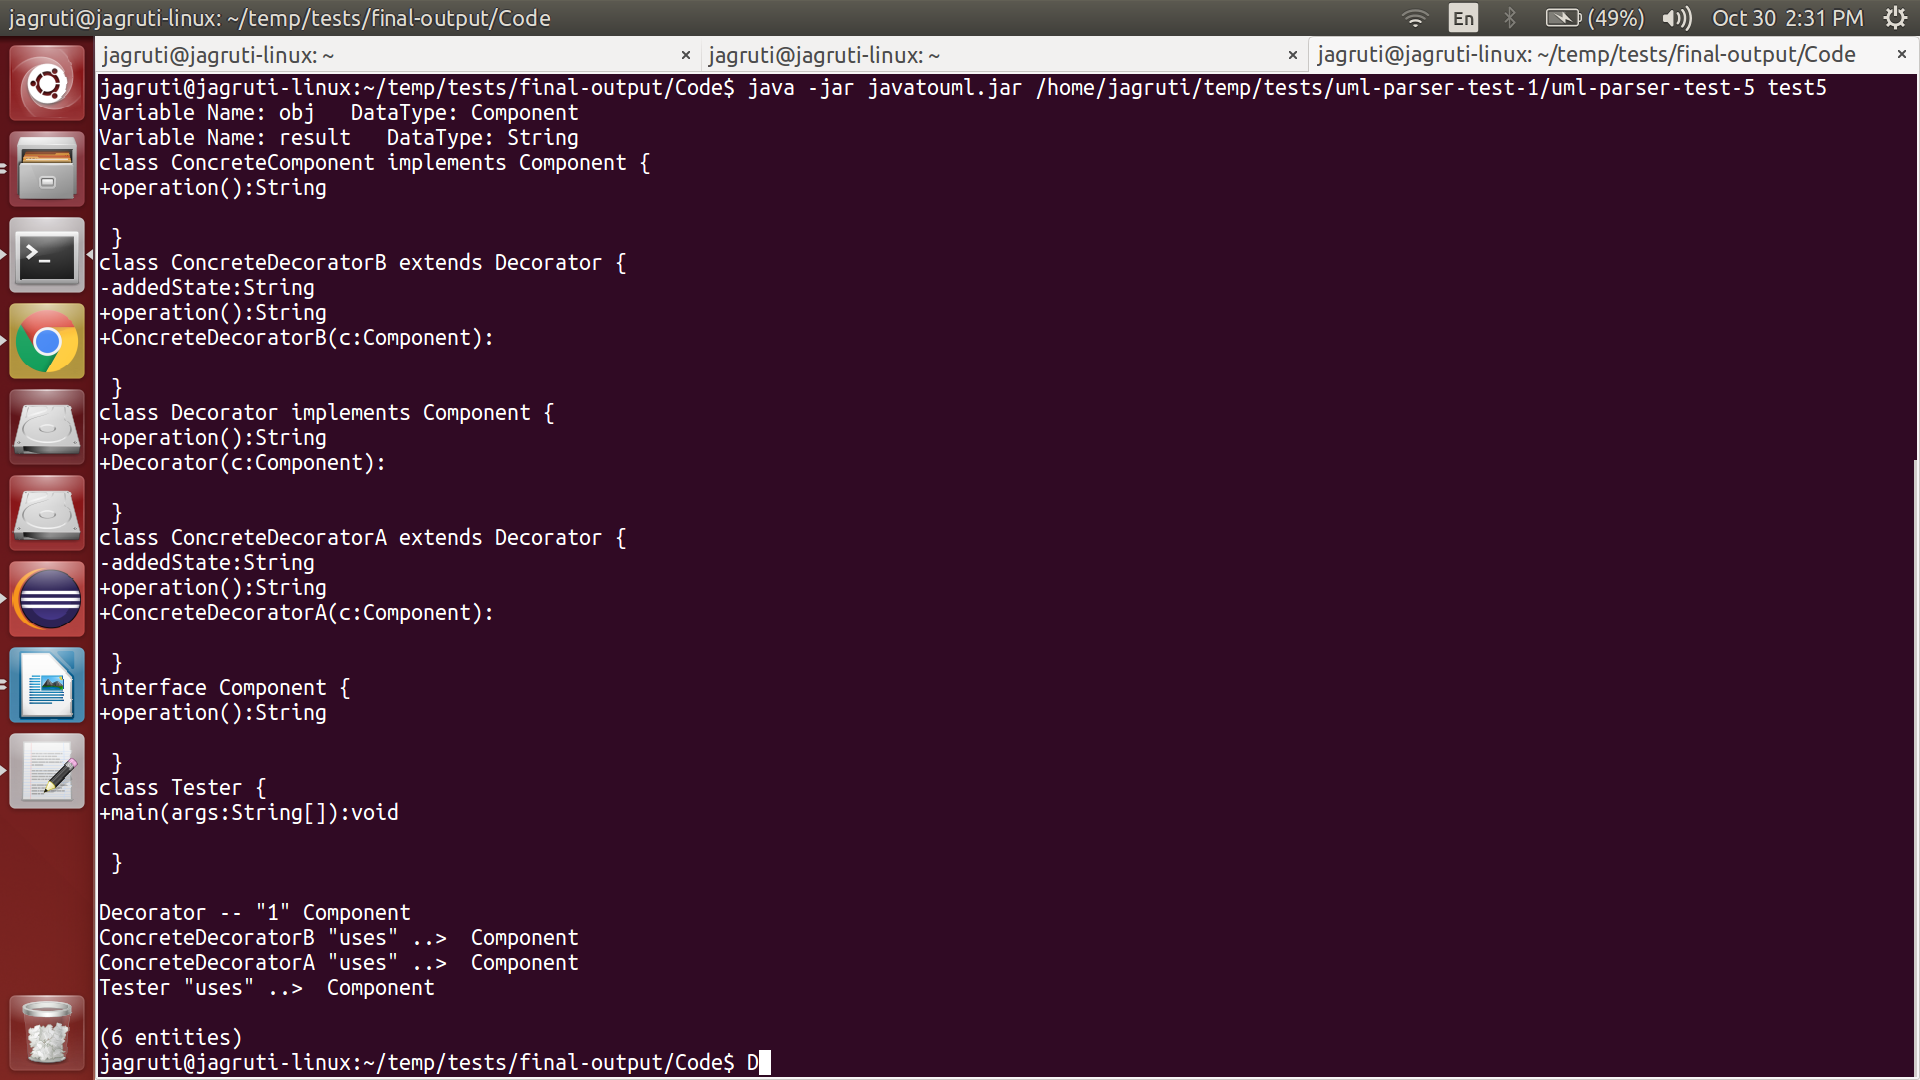 jagruti@jagruti-linux: ~/temp/tests/final-output/Code
En
(49%)
Oct 30 2:31 PM
jagruti@jagruti-linux: ~ ×
jagruti@jagruti-linux: ~ ×
jagruti@jagruti-linux: ~/temp/tests/final-output/Code ×
jagruti@jagruti-linux:~/temp/tests/final-output/Code$ java -jar javatouml.jar /home/jagruti/temp/tests/uml-parser-test-1/uml-parser-test-5 test5
Variable Name: obj   DataType: Component
Variable Name: result   DataType: String
class ConcreteComponent implements Component {
+operation():String
}
class ConcreteDecoratorB extends Decorator {
-addedState:String
+operation():String
+ConcreteDecoratorB(c:Component):
}
class Decorator implements Component {
+operation():String
+Decorator(c:Component):
}
class ConcreteDecoratorA extends Decorator {
-addedState:String
+operation():String
+ConcreteDecoratorA(c:Component):
}
interface Component {
+operation():String
}
class Tester {
+main(args:String[]):void
}
Decorator -- "1" Component
ConcreteDecoratorB "uses" ..>  Component
ConcreteDecoratorA "uses" ..>  Component
Tester "uses" ..>  Component
(6 entities)
jagruti@jagruti-linux:~/temp/tests/final-output/Code$ D